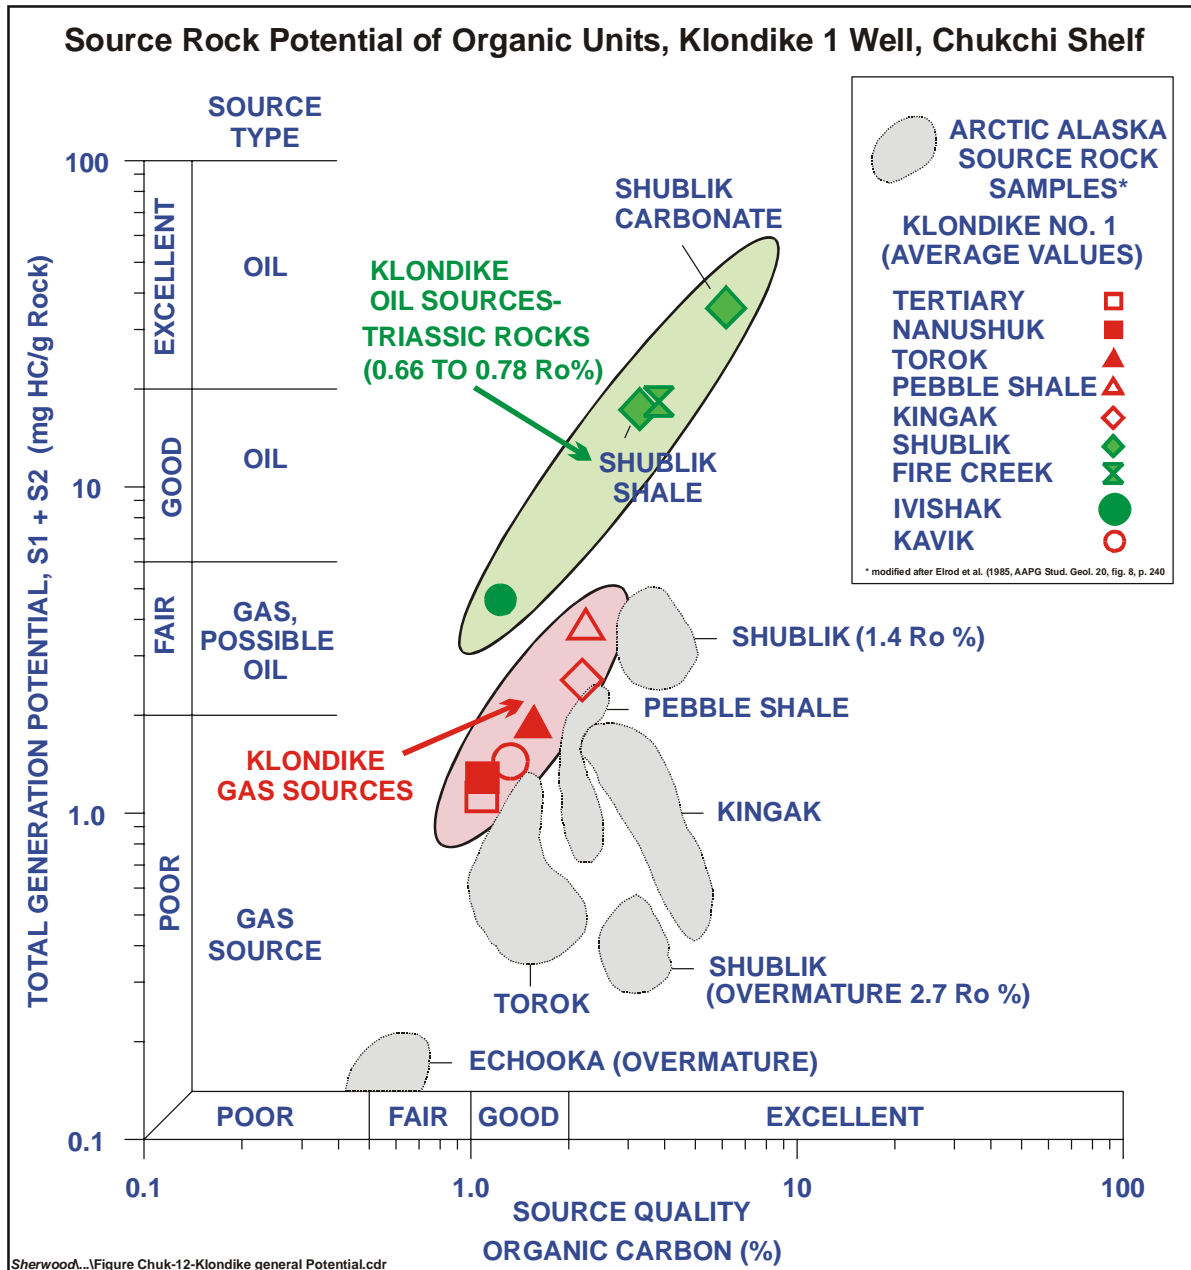 Source Rock Potential of Organic Units, Klondike 1 Well, Chukchi Shelf
SOURCE
TYPE
ARCTIC ALASKA
SOURCE ROCK
SAMPLES*
KLONDIKE NO. 1
(AVERAGE VALUES)
TERTIARY
NANUSHUK
TOROK
PEBBLE SHALE
KINGAK
SHUBLIK
FIRE CREEK
IVISHAK
KAVIK
* modified after Elrod et al. (1985, AAPG Stud. Geol. 20, fig. 8, p. 240
TOTAL GENERATION POTENTIAL, S1 + S2 (mg HC/g Rock)
100
10
1.0
0.1
EXCELLENT
GOOD
FAIR
POOR
OIL
OIL
GAS,
POSSIBLE
OIL
GAS
SOURCE
SHUBLIK
CARBONATE
KLONDIKE
OIL SOURCES-
TRIASSIC ROCKS
(0.66 TO 0.78 Ro%)
SHUBLIK
SHALE
SHUBLIK (1.4 Ro %)
PEBBLE SHALE
KLONDIKE
GAS SOURCES
KINGAK
SHUBLIK
(OVERMATURE 2.7 Ro %)
TOROK
ECHOOKA (OVERMATURE)
POOR
FAIR
GOOD
EXCELLENT
0.1
1.0
10
100
SOURCE QUALITY
ORGANIC CARBON (%)
Sherwood\...\Figure Chuk-12-Klondike general Potential.cdr